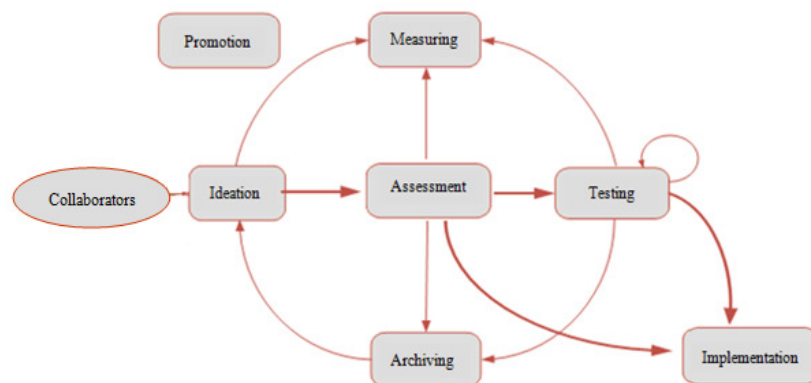 Promotion
Measuring
Collaborators
Ideation
Assessment
Testing
Archiving
Implementation